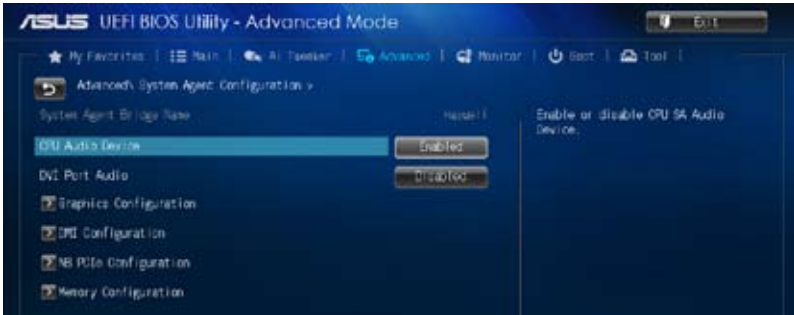 ASUS UEFI BIOS Utility - Advanced Mode
Exit
My Favorites | Main | Ai Tweaker | Advanced | Monitor | Boot | Tool
Advanced\ System Agent Configuration >
System Agent Bridge Name Haswell
Enable or disable CPU SA Audio
Device.
CPU Audio Device Enabled
DVI Port Audio Disabled
Graphics Configuration
DMI Configuration
NB PCIe Configuration
Memory Configuration